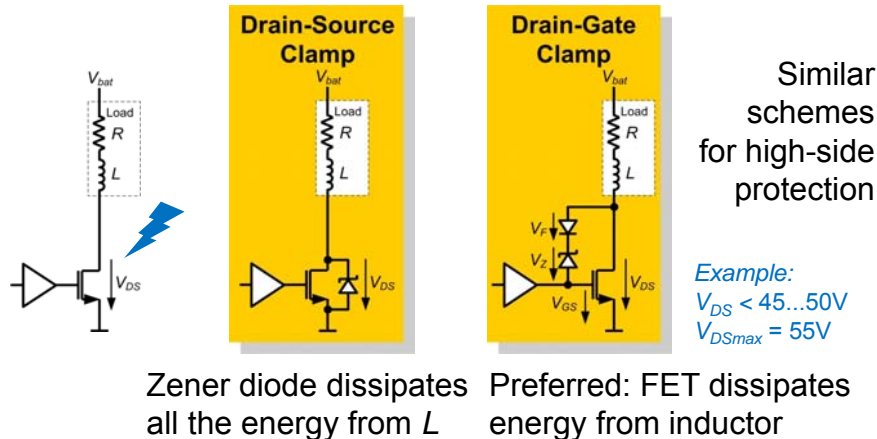 Drain-Source
Clamp
Drain-Gate
Clamp
Vbat
Load
R
L
VDS
Vbat
Load
R
L
VDS
Vbat
Load
R
L
VF
VZ
VGS
VDS
Similar
schemes
for high-side
protection
Example:
VDS < 45...50V
VDSmax = 55V
Zener diode dissipates
all the energy from L
Preferred: FET dissipates
energy from inductor